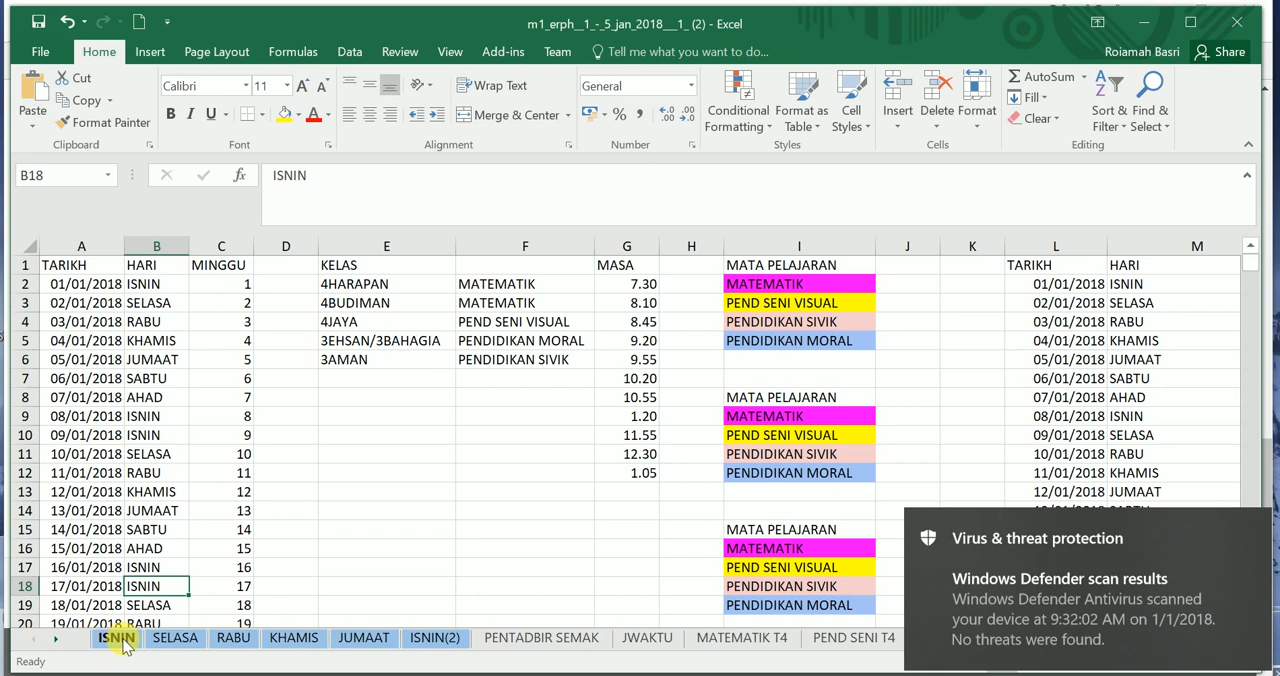 m1_erph__1_-_5_jan_2018___1_ (2) - Excel
File Home Insert Page Layout Formulas Data Review View Add-ins Team Tell me what you want to do... Roiamah Basri Share
Paste Cut Copy Format Painter Clipboard
Calibri 11 B I U A A A Font
Wrap Text Merge & Center Alignment
General % , Number
Conditional Formatting Format as Table Cell Styles Styles
Insert Delete Format Cells
AutoSum Fill Clear Sort & Filter Find & Select Editing
B18 fx ISNIN
A B C D E F G H I J K L M
1 TARIKH HARI MINGGU KELAS MASA MATA PELAJARAN TARIKH HARI
2 01/01/2018 ISNIN 1 4HARAPAN MATEMATIK 7.30 MATEMATIK 01/01/2018 ISNIN
3 02/01/2018 SELASA 2 4BUDIMAN MATEMATIK 8.10 PEND SENI VISUAL 02/01/2018 SELASA
4 03/01/2018 RABU 3 4JAYA PEND SENI VISUAL 8.45 PENDIDIKAN SIVIK 03/01/2018 RABU
5 04/01/2018 KHAMIS 4 3EHSAN/3BAHAGIA PENDIDIKAN MORAL 9.20 PENDIDIKAN MORAL 04/01/2018 KHAMIS
6 05/01/2018 JUMAAT 5 3AMAN PENDIDIKAN SIVIK 9.55 05/01/2018 JUMAAT
7 06/01/2018 SABTU 6 10.20 06/01/2018 SABTU
8 07/01/2018 AHAD 7 10.55 MATA PELAJARAN 07/01/2018 AHAD
9 08/01/2018 ISNIN 8 1.20 MATEMATIK 08/01/2018 ISNIN
10 09/01/2018 ISNIN 9 11.55 PEND SENI VISUAL 09/01/2018 SELASA
11 10/01/2018 SELASA 10 12.30 PENDIDIKAN SIVIK 10/01/2018 RABU
12 11/01/2018 RABU 11 1.05 PENDIDIKAN MORAL 11/01/2018 KHAMIS
13 12/01/2018 KHAMIS 12 12/01/2018 JUMAAT
14 13/01/2018 JUMAAT 13
15 14/01/2018 SABTU 14 MATA PELAJARAN
16 15/01/2018 AHAD 15 MATEMATIK
17 16/01/2018 ISNIN 16 PEND SENI VISUAL
18 17/01/2018 ISNIN 17 PENDIDIKAN SIVIK
19 18/01/2018 SELASA 18 PENDIDIKAN MORAL
20 19/01/2018 RABU 19
ISNIN SELASA RABU KHAMIS JUMAAT ISNIN(2) PENTADBIR SEMAK JWAKTU MATEMATIK T4 PEND SENI T4
Ready
Virus & threat protection
Windows Defender scan results
Windows Defender Antivirus scanned
your device at 9:32:02 AM on 1/1/2018.
No threats were found.